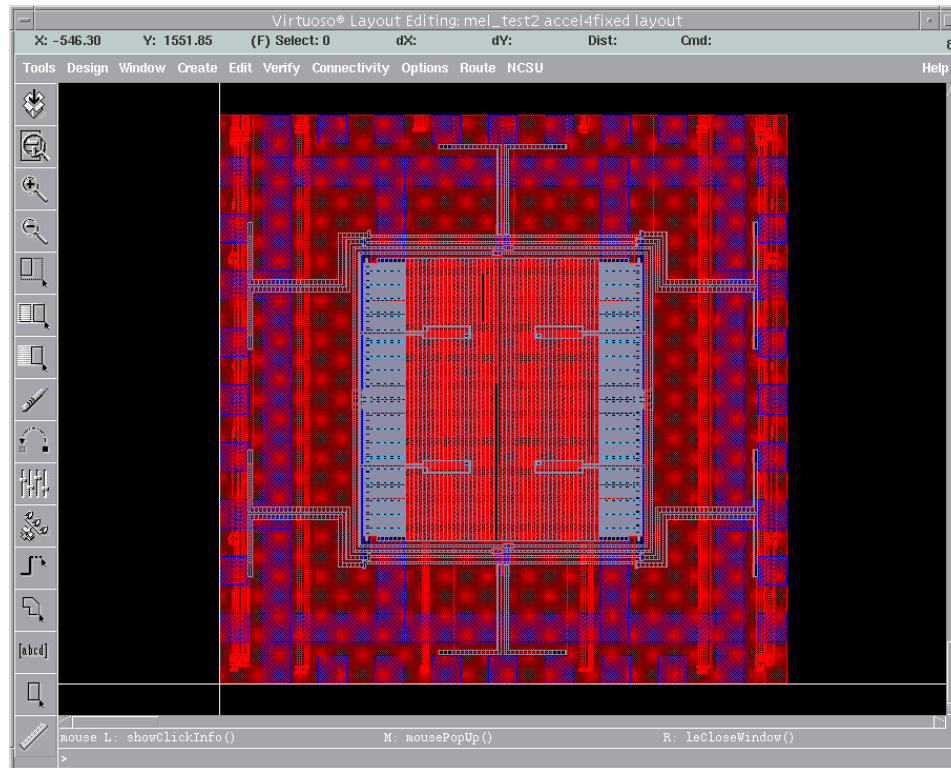 Virtuoso® Layout Editing: mel_test2 accel4fixed layout
X: -546.30 Y: 1551.85 (F) Select: 0 dX: dY: Dist: Cmd:
Tools Design Window Create Edit Verify Connectivity Options Route NCSU Help
[abcd]
mouse L: showClickInfo() M: mousePopUp() R: leCloseWindow()
>